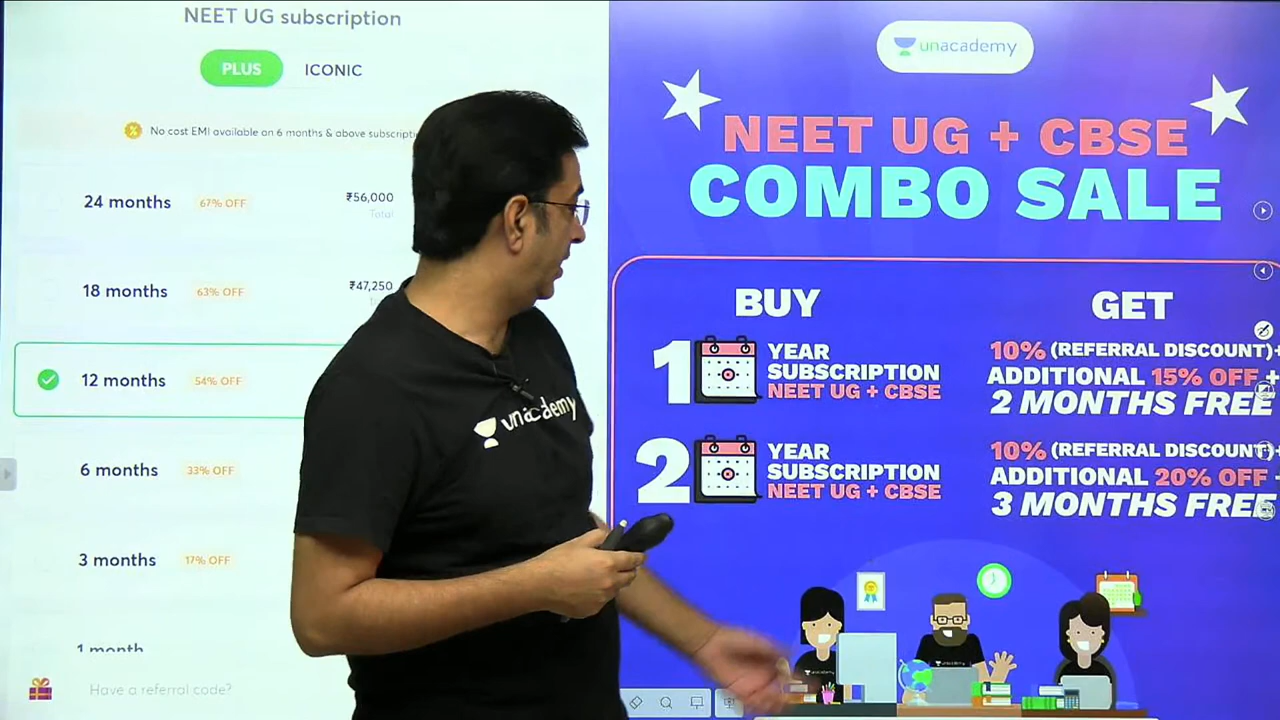 NEET UG subscription
PLUS
ICONIC
No cost EMI available on 6 months & above
24 months 67% OFF ₹56,000
Total
18 months 63% OFF ₹47,250
12 months 54% OFF
6 months 33% OFF
3 months 17% OFF
1 month
Have a referral code?
unacademy
unacademy
NEET UG + CBSE
COMBO SALE
BUY
GET
1 YEAR
SUBSCRIPTION
NEET UG + CBSE
10% (REFERRAL DISCOUNT)+
ADDITIONAL 15% OFF +
2 MONTHS FREE
2 YEAR
SUBSCRIPTION
NEET UG + CBSE
10% (REFERRAL DISCOUNT)+
ADDITIONAL 20% OFF
3 MONTHS FREE
unacademy